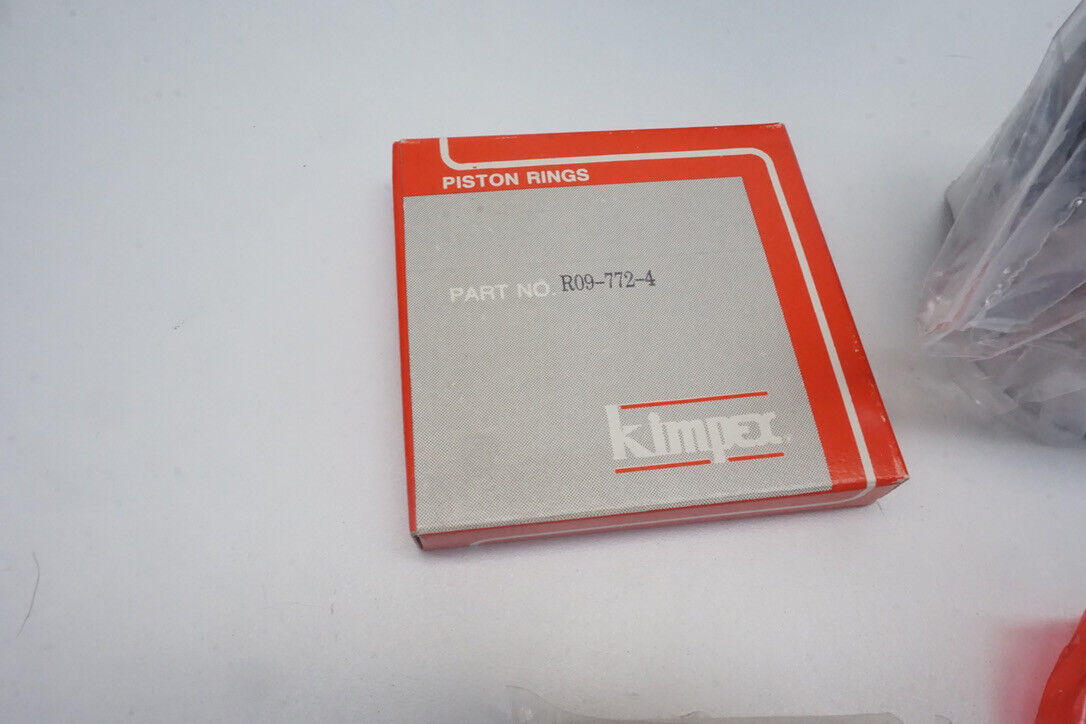 PISTON RINGS
PART NO. R09-772-4
kimpex